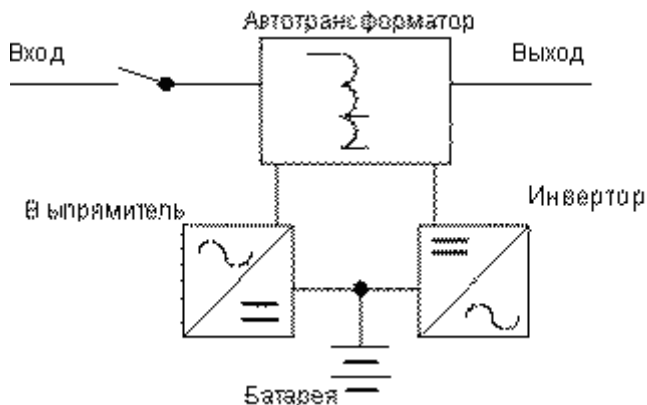 Автотрансформатор
Вход
Выход
Выпрямитель
Инвертор
Батарея